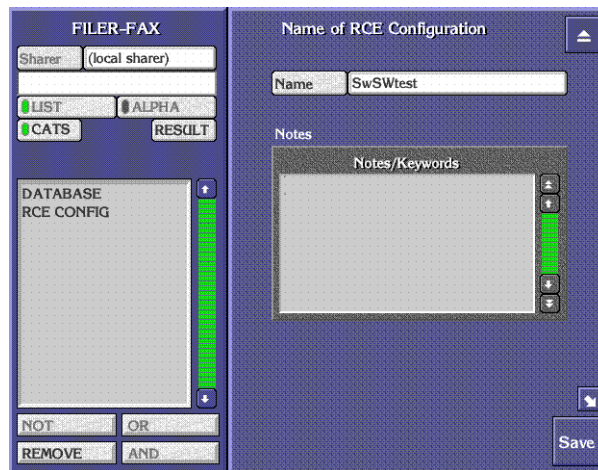 FILER-FAX
Sharer (local sharer)
LIST ALPHA
CATS RESULT
DATABASE
RCE CONFIG
NOT OR
REMOVE AND
Name of RCE Configuration
Name SwSWtest
Notes
Notes/Keywords
Save